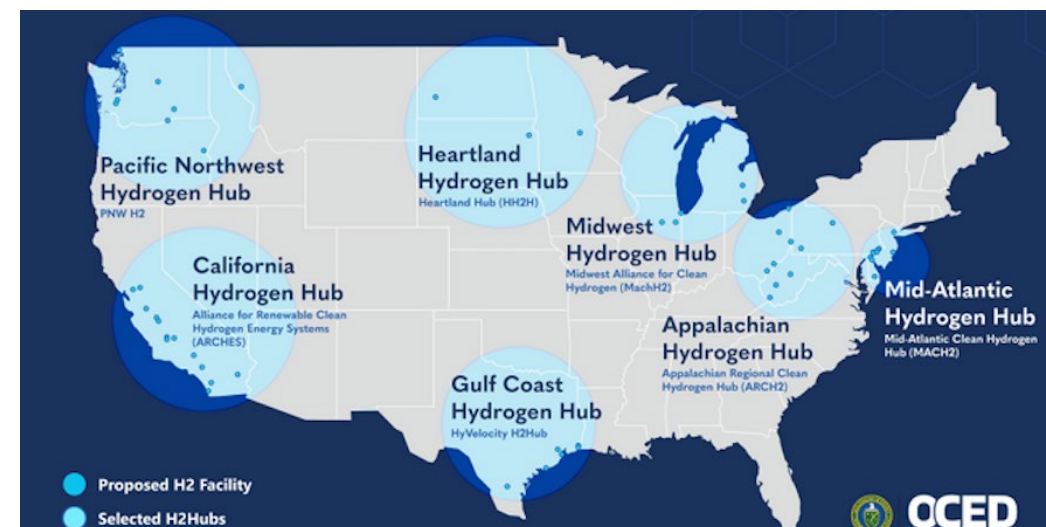 Pacific Northwest
Hydrogen Hub
PNW H2
Heartland
Hydrogen Hub
Heartland Hub (HH2H)
Midwest
Hydrogen Hub
Midwest Alliance for Clean
Hydrogen (MachH2)
California
Hydrogen Hub
Alliance for Renewable Clean
Hydrogen Energy Systems
(ARCHES)
Mid-Atlantic
Hydrogen Hub
Mid-Atlantic Clean Hydrogen
Hub (MACH2)
Appalachian
Hydrogen Hub
Appalachian Regional Clean
Hydrogen Hub (ARCH2)
Gulf Coast
Hydrogen Hub
HyVelocity H2Hub
Proposed H2 Facility
Selected H2Hubs
OCED